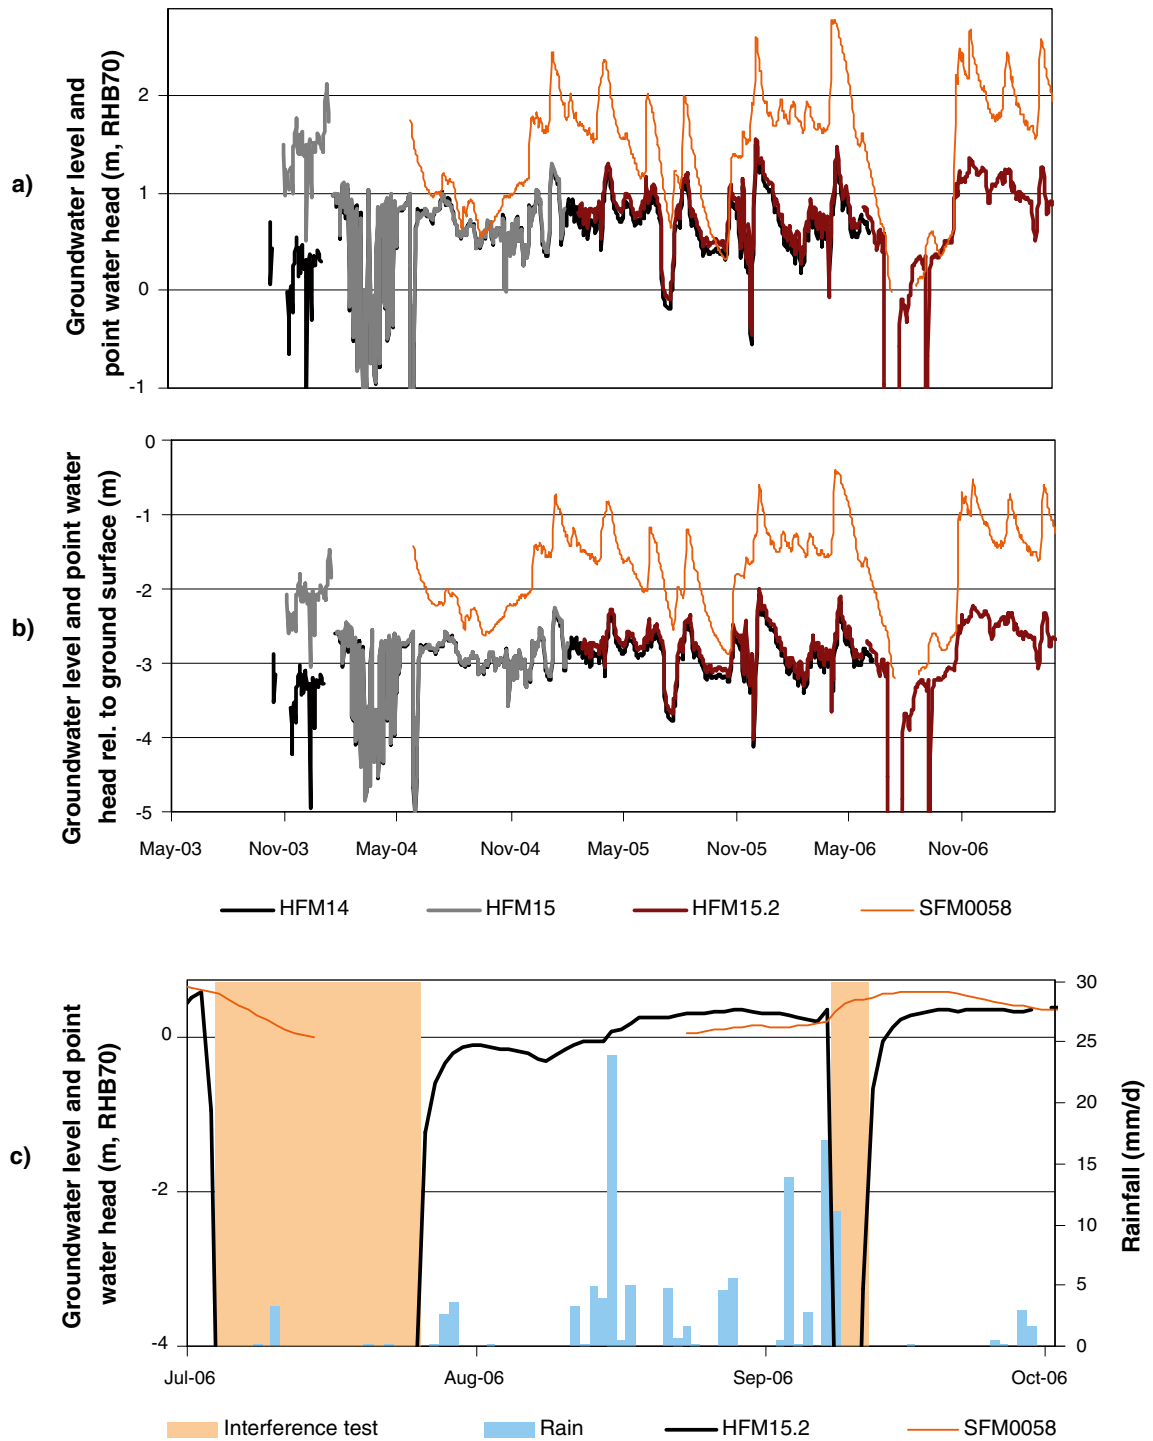 a)
Groundwater level and
point water head (m, RHB70)
2
1
0
-1
b)
Groundwater level and point water
head rel. to ground surface (m)
0
-1
-2
-3
-4
-5
May-03 Nov-03 May-04 Nov-04 May-05 Nov-05 May-06 Nov-06
HFM14 HFM15 HFM15.2 SFM0058
c)
Groundwater level and point
water head (m, RHB70)
0
-2
-4
30
25
20
15
10
5
0
Rainfall (mm/d)
Jul-06 Aug-06 Sep-06 Oct-06
Interference test Rain HFM15.2 SFM0058